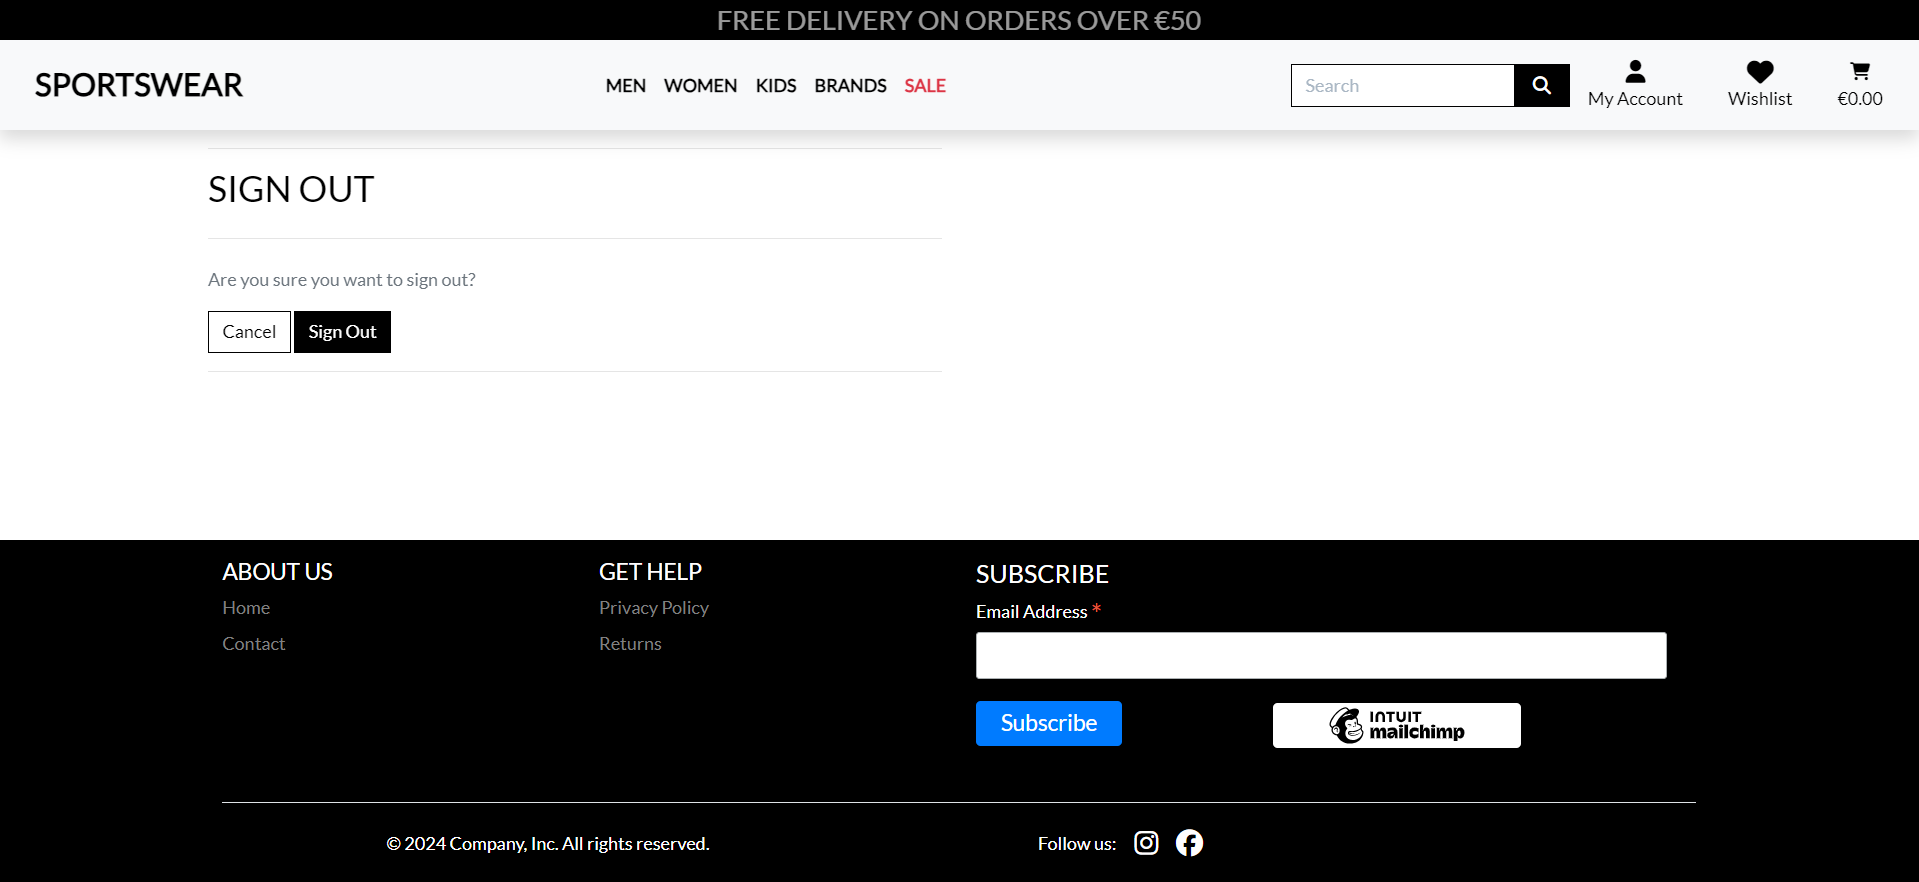 FREE DELIVERY ON ORDERS OVER €50
SPORTSWEAR
MEN WOMEN KIDS BRANDS SALE
Search
My Account
Wishlist
€0.00
SIGN OUT
Are you sure you want to sign out?
Cancel Sign Out
ABOUT US
Home
Contact
GET HELP
Privacy Policy
Returns
SUBSCRIBE
Email Address *
Subscribe
INTUIT
mailchimp
© 2024 Company, Inc. All rights reserved.
Follow us: